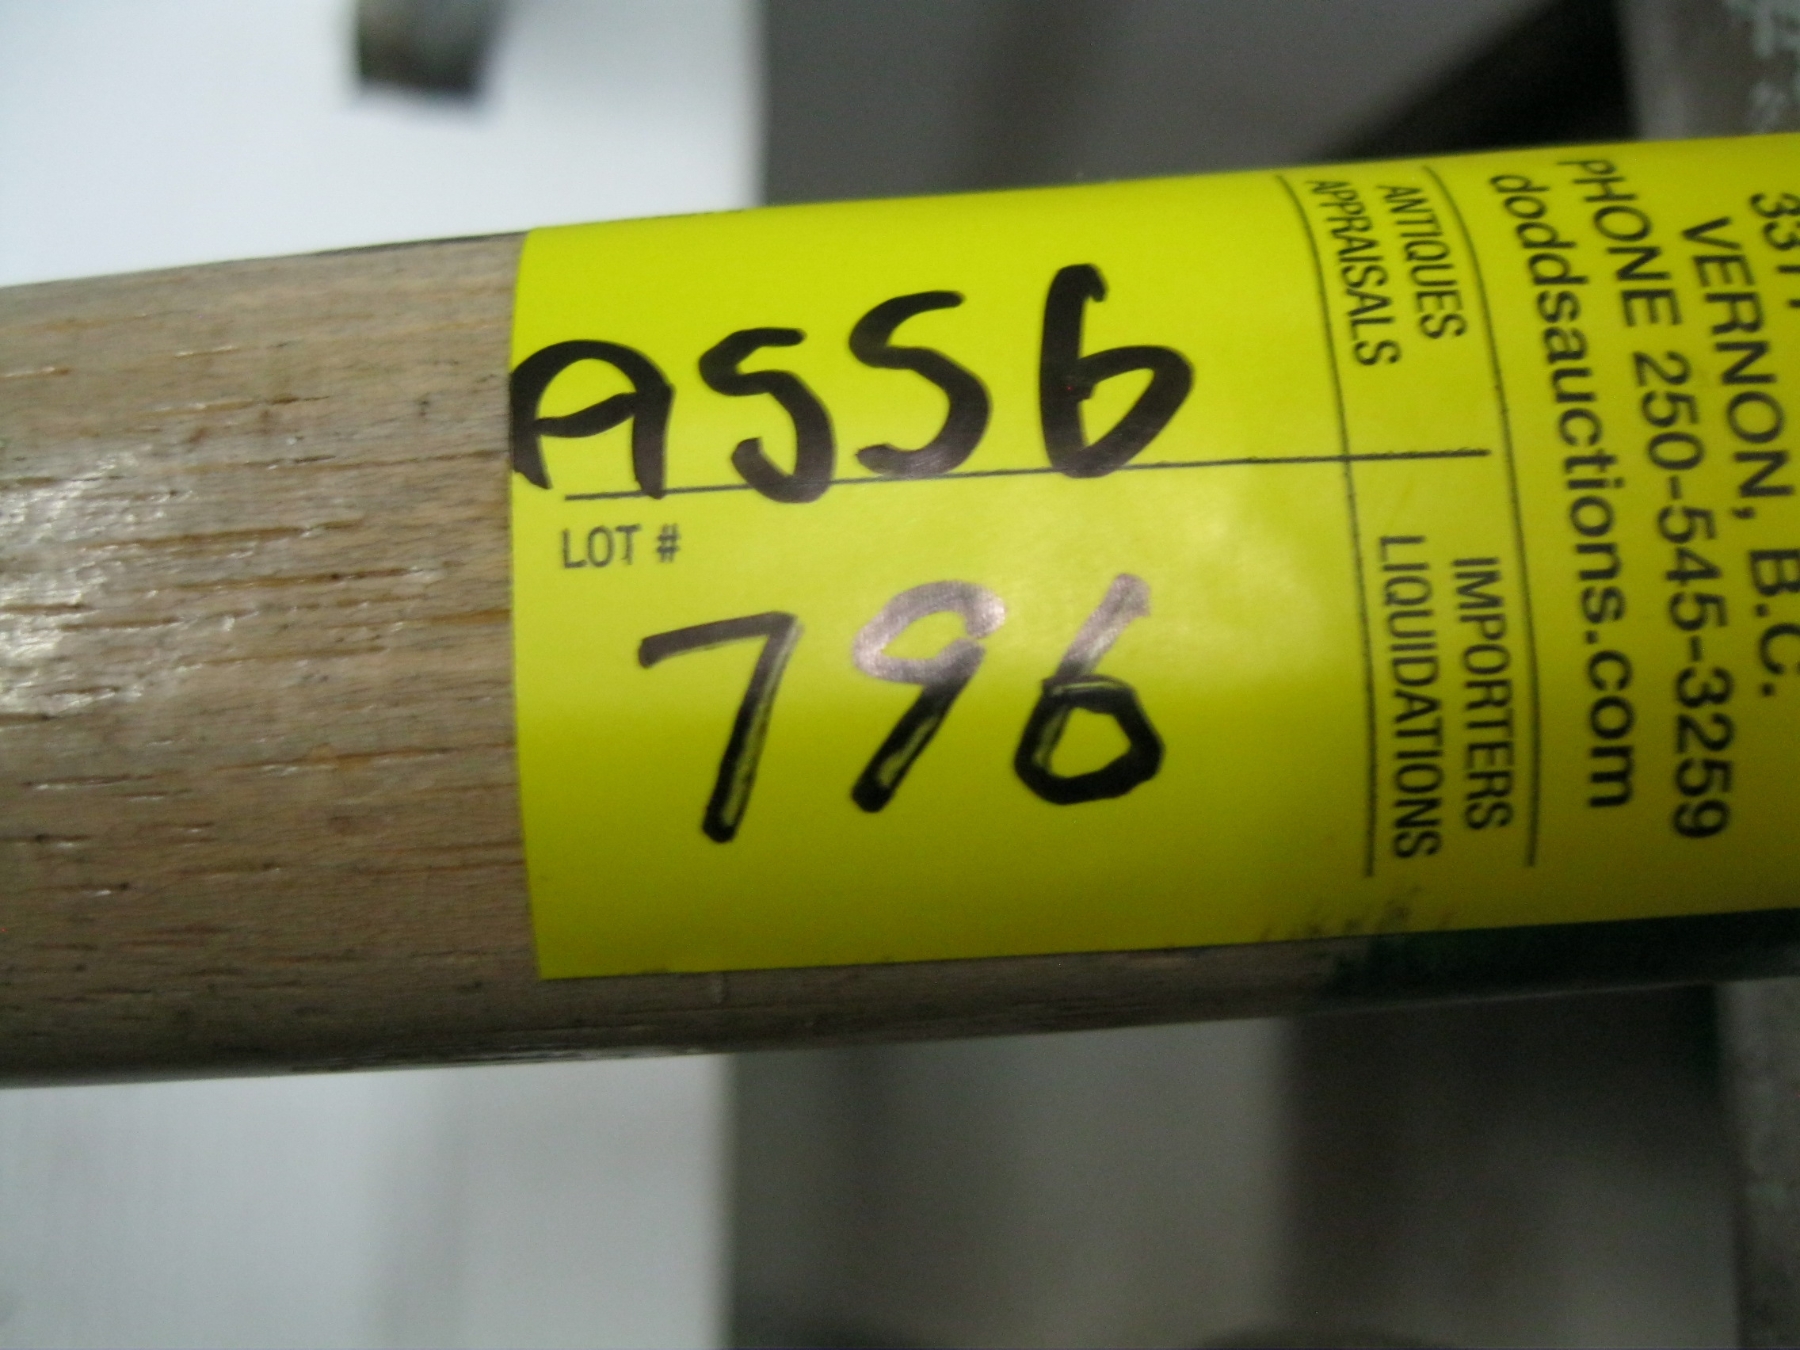 VERNON, B.C.
PHONE 250-545-3259
doddsauctions.com
ANTIQUES
APPRAISALS
IMPORTERS
LIQUIDATIONS
A556
LOT #
796